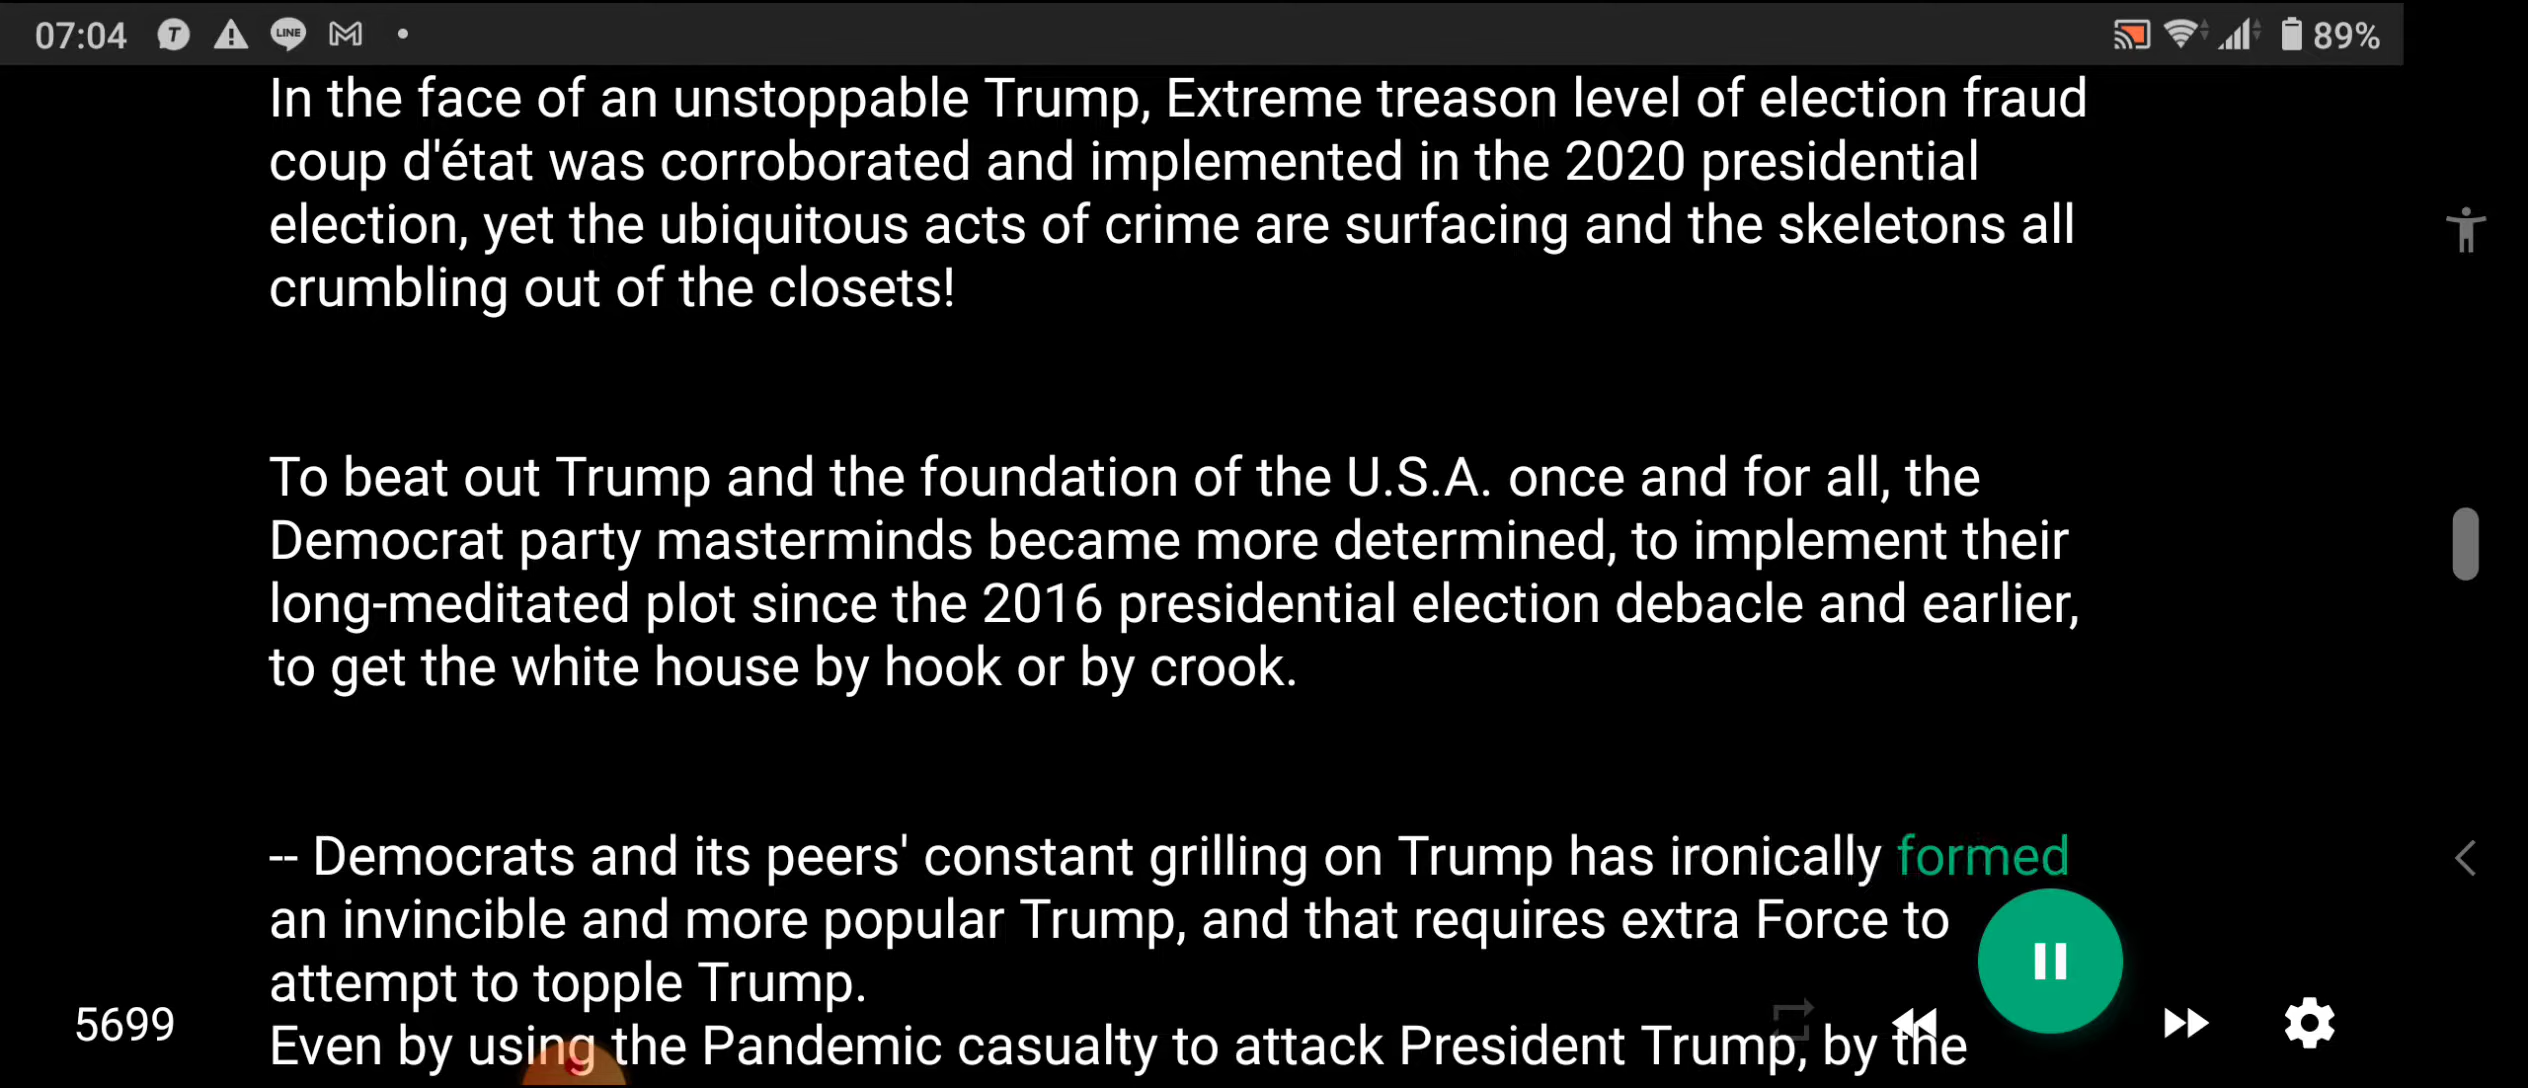 07:04 T LINE 89%
In the face of an unstoppable Trump, Extreme treason level of election fraud
coup d'état was corroborated and implemented in the 2020 presidential
election, yet the ubiquitous acts of crime are surfacing and the skeletons all
crumbling out of the closets!
To beat out Trump and the foundation of the U.S.A. once and for all, the
Democrat party masterminds became more determined, to implement their
long-meditated plot since the 2016 presidential election debacle and earlier,
to get the white house by hook or by crook.
-- Democrats and its peers' constant grilling on Trump has ironically formed
an invincible and more popular Trump, and that requires extra Force to
attempt to topple Trump.
5699
Even by using the Pandemic casualty to attack President Trump, by the